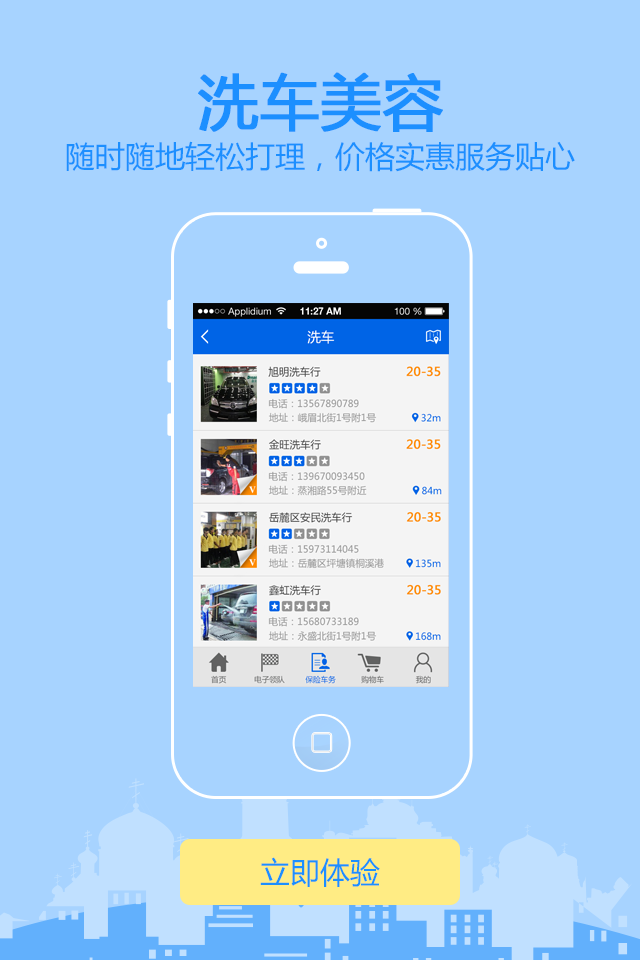 洗车美容
随时随地轻松打理，价格实惠服务贴心
Applidium 11:27 AM 100 %
洗车
旭明洗车行 20-35
电话：13567890789
地址：峨眉北街1号附1号 32m
金旺洗车行 20-35
电话：139670093450
地址：蒸湘路55号附近 84m
V
岳麓区安民洗车行 20-35
电话：15973114045
地址：岳麓区坪塘镇桐溪港 135m
V
鑫虹洗车行 20-35
电话：15680733189
地址：永盛北街1号附1号 168m
首页 电子领队 保险车务 购物车 我的
立即体验